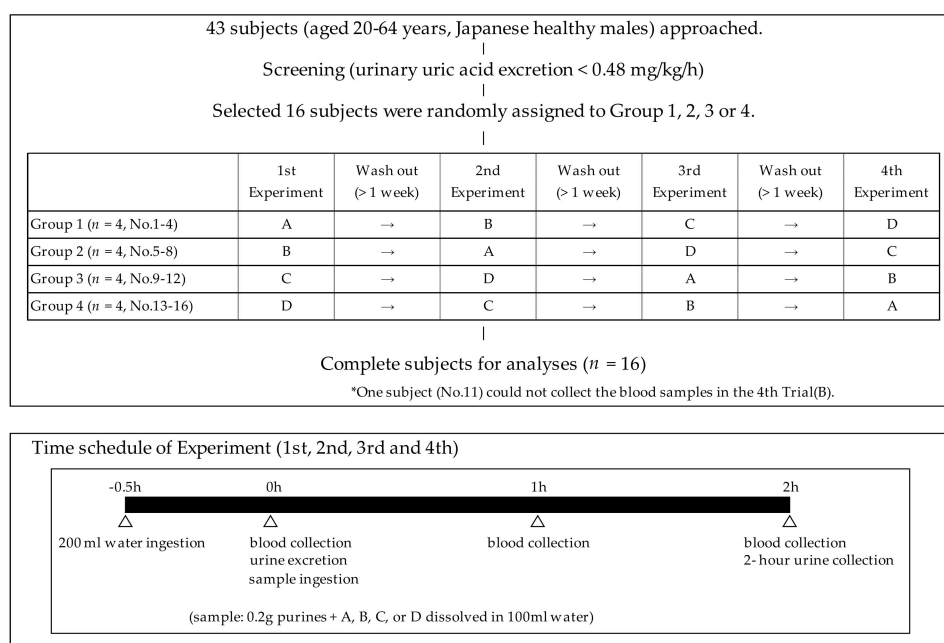 43 subjects (aged 20-64 years, Japanese healthy males) approached.
Screening (urinary uric acid excretion < 0.48 mg/kg/h)
Selected 16 subjects were randomly assigned to Group 1, 2, 3 or 4.
1st Experiment Wash out (> 1 week) 2nd Experiment Wash out (> 1 week) 3rd Experiment Wash out (> 1 week) 4th Experiment
Group 1 (n = 4, No.1-4) A → B → C → D
Group 2 (n = 4, No.5-8) B → A → D → C
Group 3 (n = 4, No.9-12) C → D → A → B
Group 4 (n = 4, No.13-16) D → C → B → A
Complete subjects for analyses (n = 16)
*One subject (No.11) could not collect the blood samples in the 4th Trial(B).
Time schedule of Experiment (1st, 2nd, 3rd and 4th)
-0.5h 0h 1h 2h
200 ml water ingestion blood collection blood collection blood collection
urine excretion 2- hour urine collection
sample ingestion
(sample: 0.2g purines + A, B, C, or D dissolved in 100ml water)